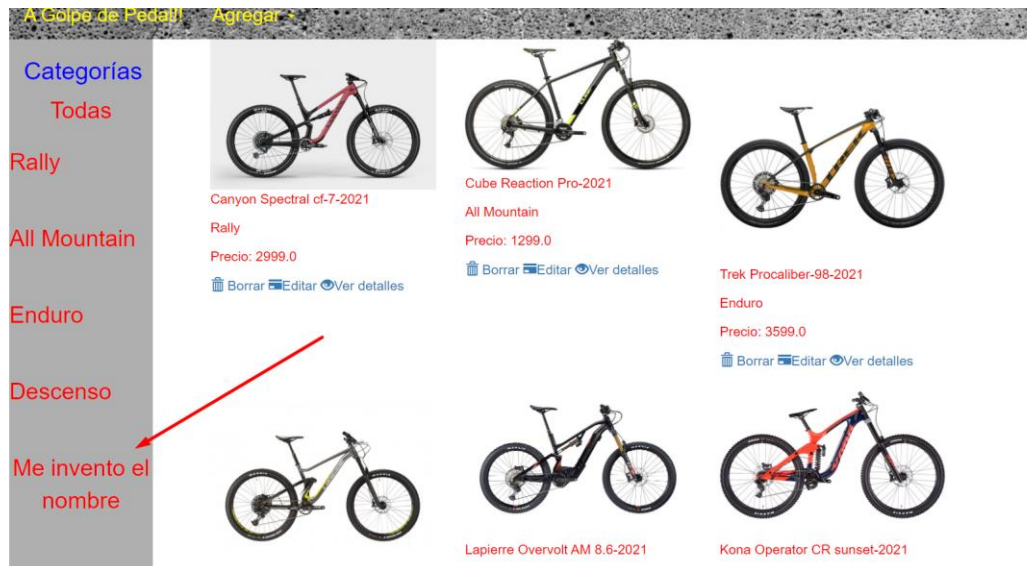 A Golpe de Pedal!! Agregar
Categorías
Todas
Rally
All Mountain
Enduro
Descenso
Me invento el
nombre
Canyon Spectral cf-7-2021
Rally
Precio: 2999.0
Borrar Editar Ver detalles
Cube Reaction Pro-2021
All Mountain
Precio: 1299.0
Borrar Editar Ver detalles
TREK
Trek Procaliber-98-2021
Enduro
Precio: 3599.0
Borrar Editar Ver detalles
Lapierre Overvolt AM 8.6-2021
Kona Operator CR sunset-2021